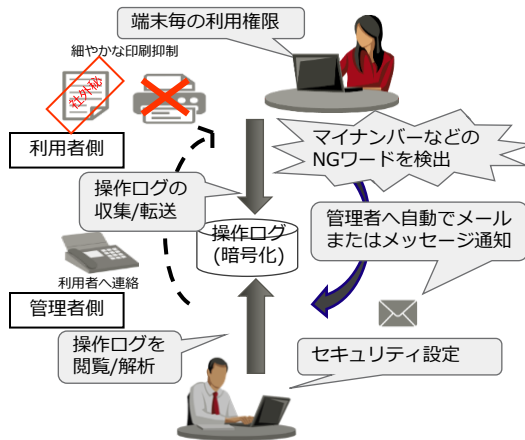 端末毎の利用権限
細やかな印刷抑制
社外秘
利用者側
マイナンバーなどの
NGワードを検出
操作ログの
収集/転送
管理者へ自動でメール
またはメッセージ通知
操作ログ
(暗号化)
利用者へ連絡
管理者側
操作ログを
閲覧/解析
セキュリティ設定